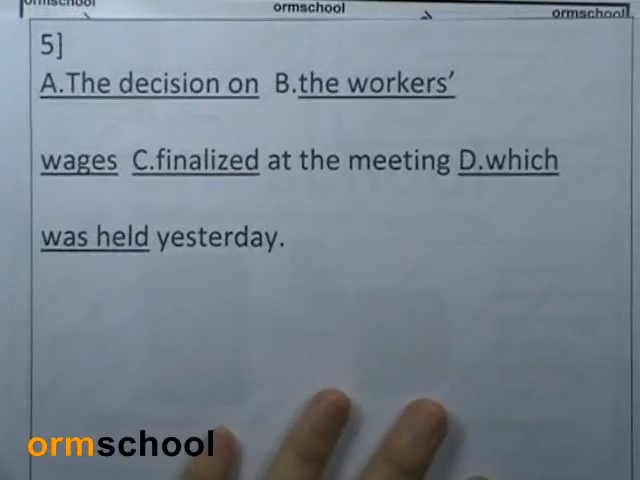 ormschool ormschool ormschool
5]
A.The decision on B.the workers’
wages C.finalized at the meeting D.which
was held yesterday.
ormschool